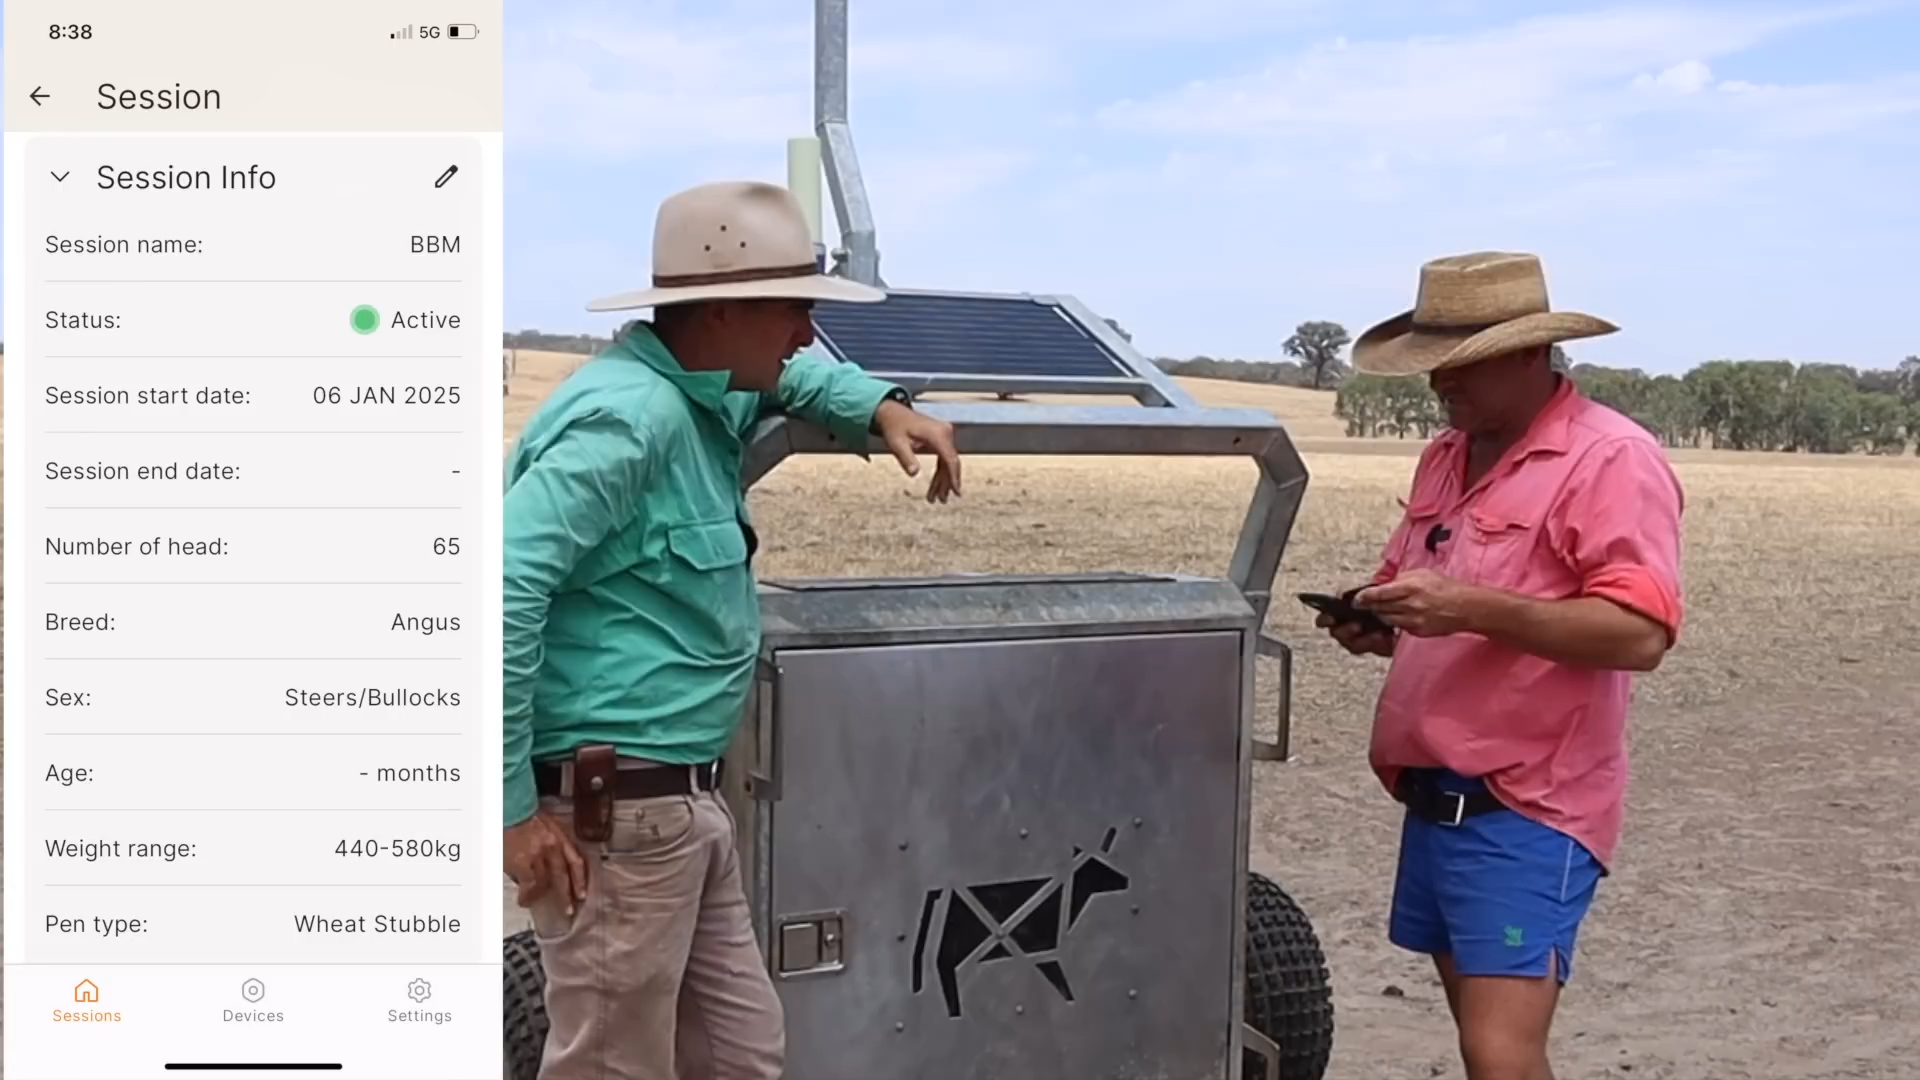 8:38
5G
Session
Session Info
Session name: BBM
Status: Active
Session start date: 06 JAN 2025
Session end date: -
Number of head: 65
Breed: Angus
Sex: Steers/Bullocks
Age: - months
Weight range: 440-580kg
Pen type: Wheat Stubble
Sessions Devices Settings